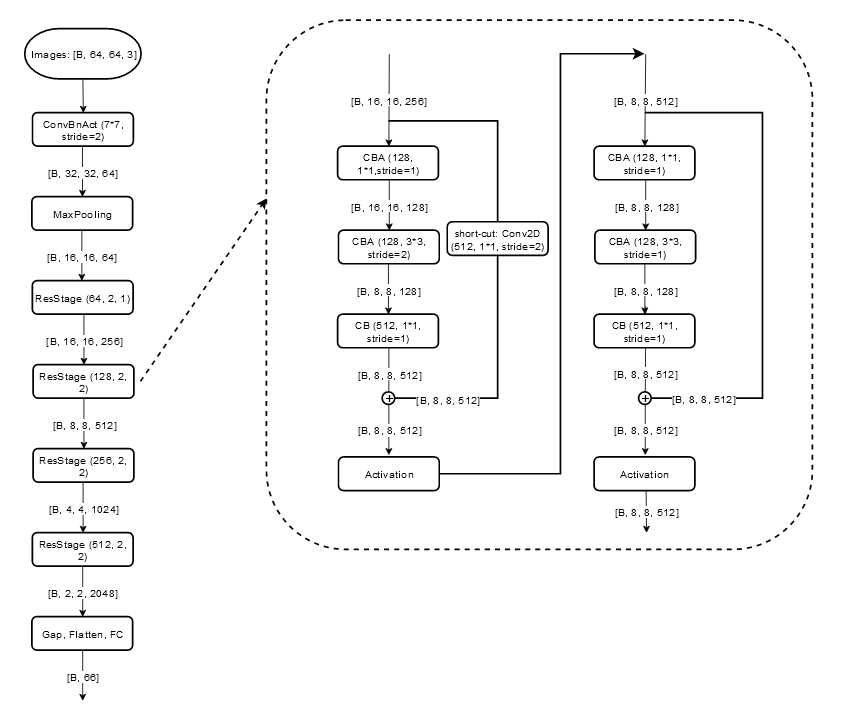 Images: [B, 64, 64, 3]
ConvBnAct (7*7,
stride=2)
[B, 32, 32, 64]
MaxPooling
[B, 16, 16, 64]
ResStage (64, 2, 1)
[B, 16, 16, 256]
ResStage (128, 2,
2)
[B, 8, 8, 512]
ResStage (256, 2,
2)
[B, 4, 4, 1024]
ResStage (512, 2,
2)
[B, 2, 2, 2048]
Gap, Flatten, FC
[B, 66]
[B, 16, 16, 256]
CBA (128,
1*1,stride=1)
[B, 16, 16, 128]
CBA (128, 3*3,
stride=2)
[B, 8, 8, 128]
CB (512, 1*1,
stride=1)
[B, 8, 8, 512]
short-cut: Conv2D
(512, 1*1, stride=2)
[B, 8, 8, 512]
[B, 8, 8, 512]
Activation
[B, 8, 8, 512]
CBA (128, 1*1,
stride=1)
[B, 8, 8, 128]
CBA (128, 3*3,
stride=1)
[B, 8, 8, 128]
CB (512, 1*1,
stride=1)
[B, 8, 8, 512]
[B, 8, 8, 512]
[B, 8, 8, 512]
Activation
[B, 8, 8, 512]